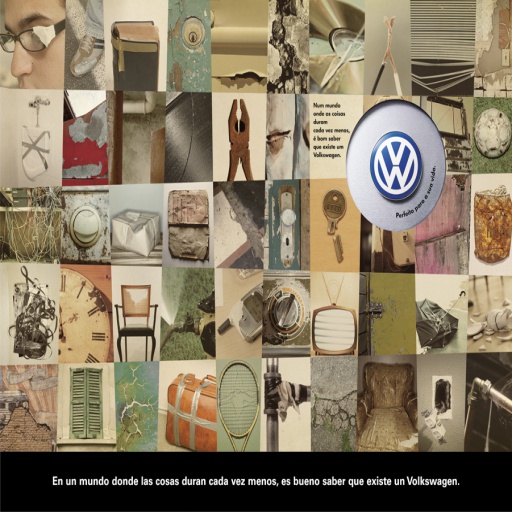 Num mundo
onde as coisas
duram
cada vez menos,
é bom saber
que existe um
Volkswagen.
Perfeito para a sua vida.
En un mundo donde las cosas duran cada vez menos, es bueno saber que existe un Volkswagen.